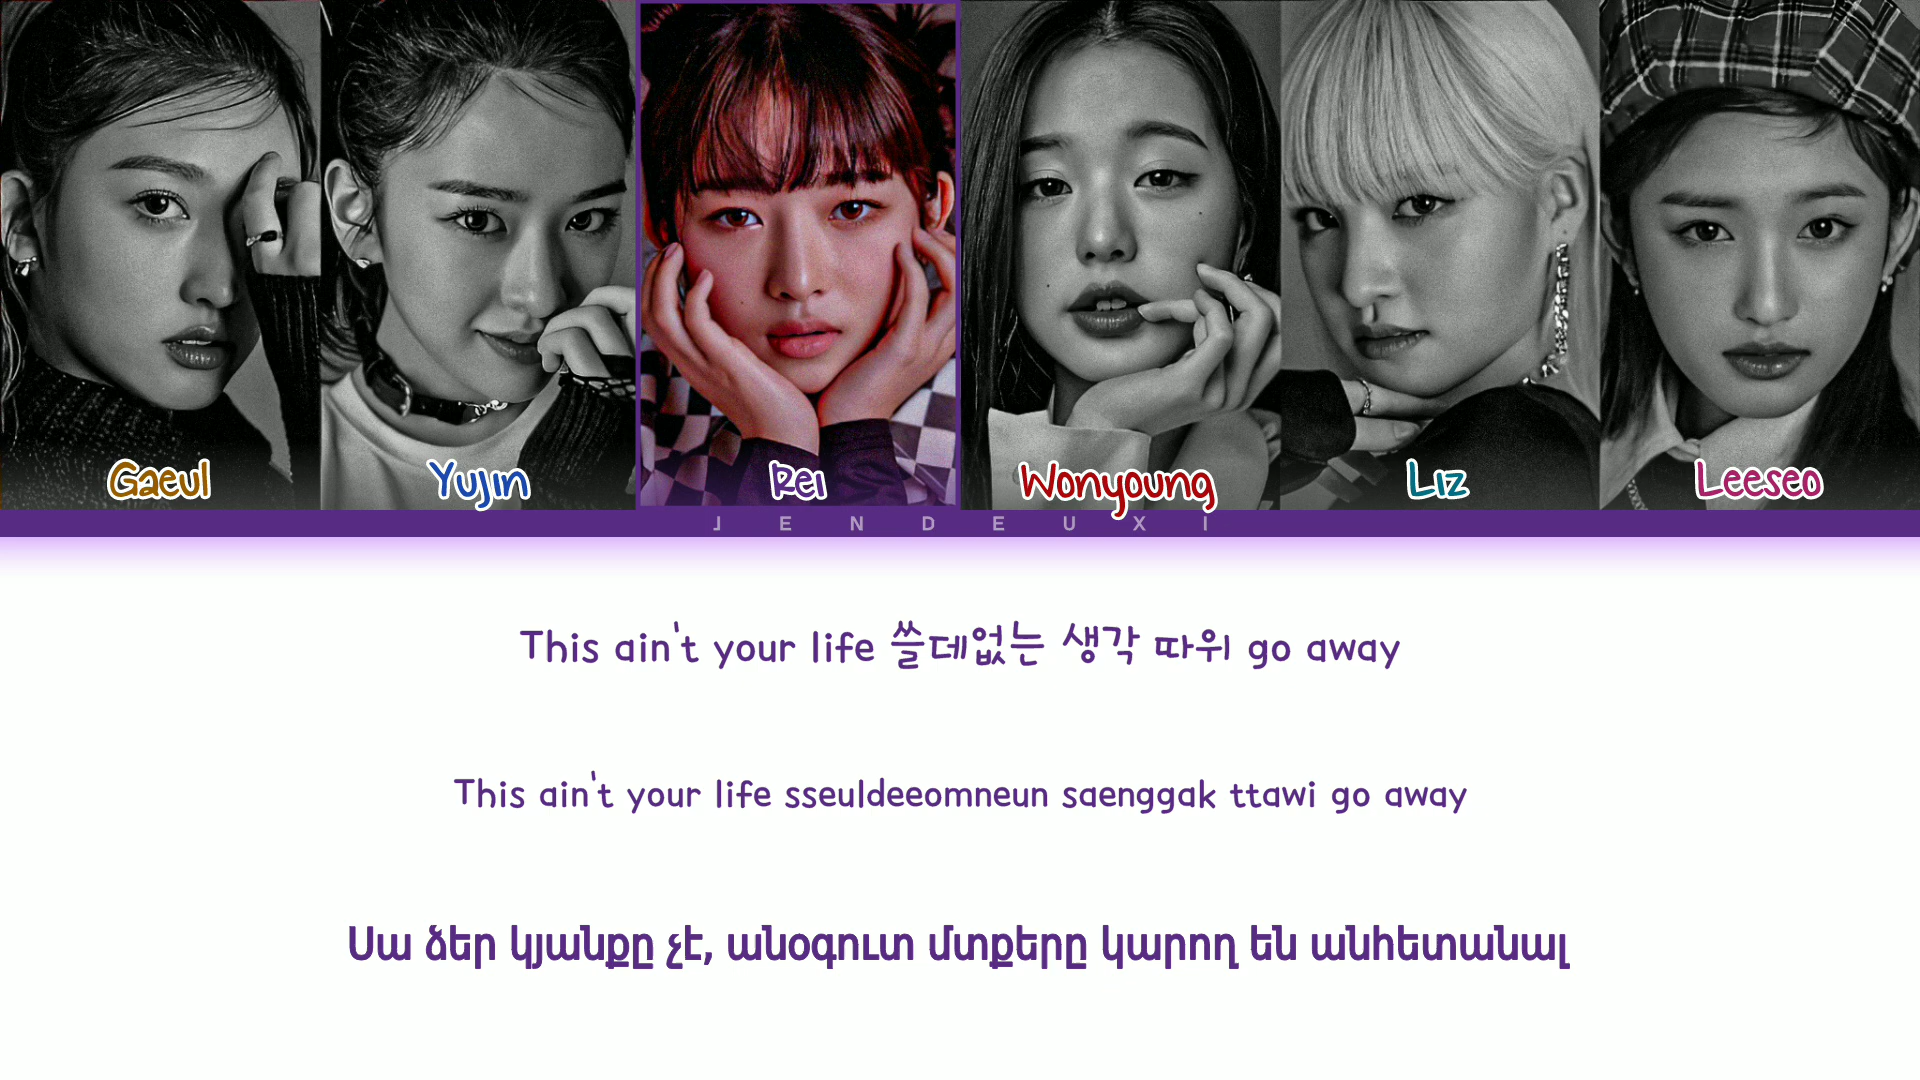 Gaeul Yujin Rei Wonyoung Liz Leeseo
JENDEUXI
This ain't your life 쓸데없는 생각 따위 go away
This ain't your life sseuldeeomneun saenggak ttawi go away
Սա ձեր կյանքը չէ, անօգուտ մտքերը կարող են անհետանալ